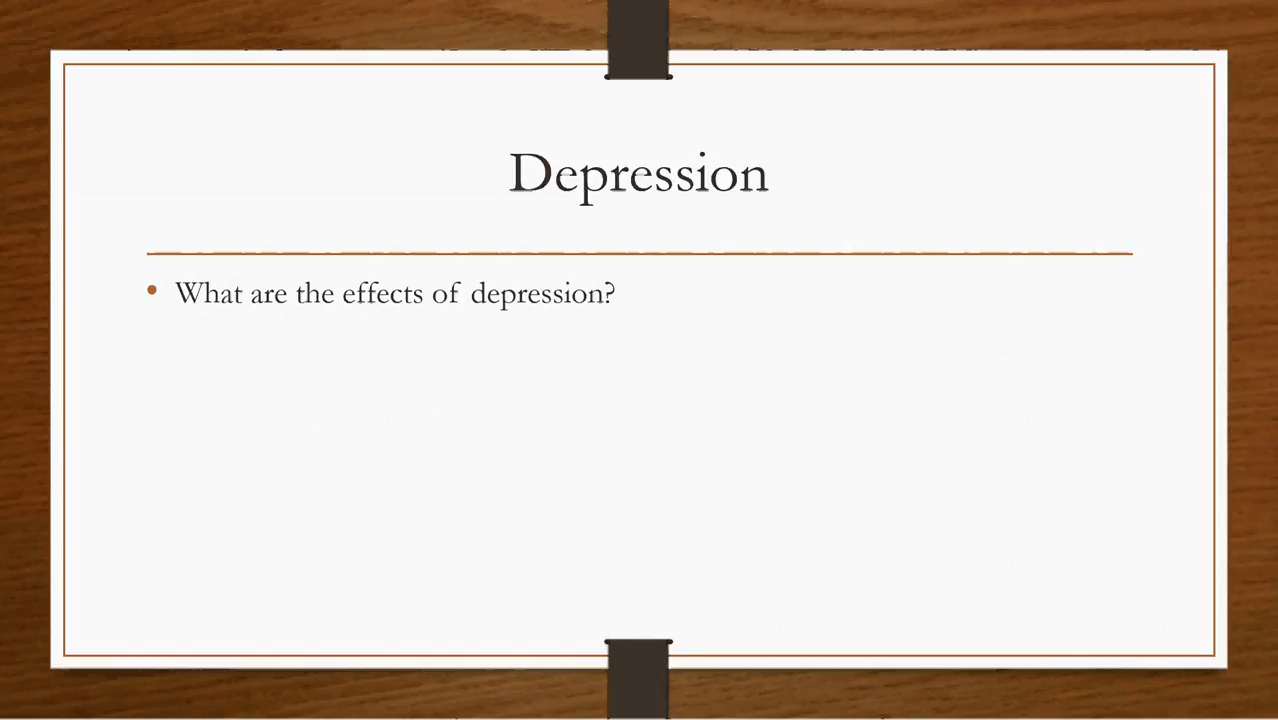 Depression
• What are the effects of depression?